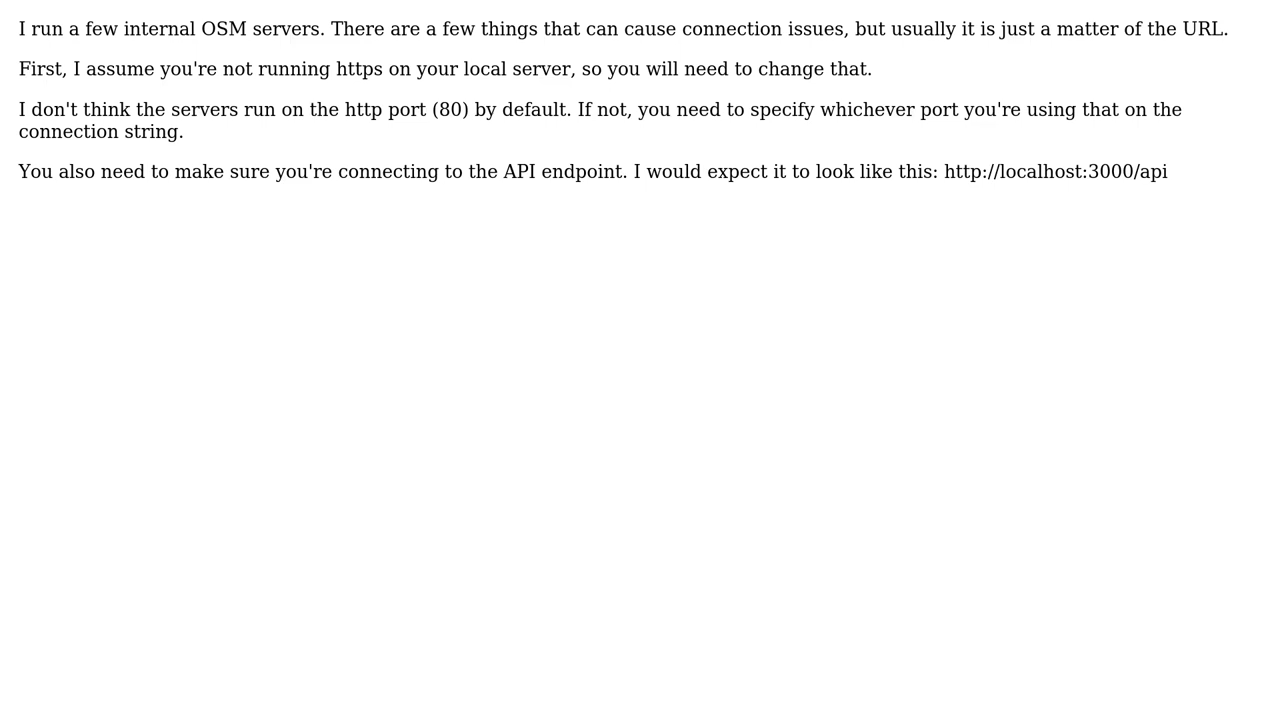 I run a few internal OSM servers. There are a few things that can cause connection issues, but usually it is just a matter of the URL.
First, I assume you're not running https on your local server, so you will need to change that.
I don't think the servers run on the http port (80) by default. If not, you need to specify whichever port you're using that on the
connection string.
You also need to make sure you're connecting to the API endpoint. I would expect it to look like this: http://localhost:3000/api